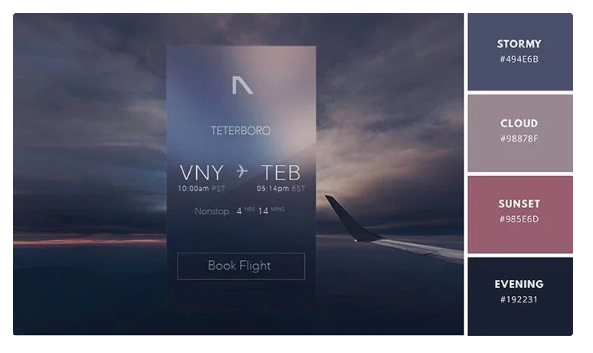 TETERBORO
VNY TEB
10:00am PST 05:14pm EST
Nonstop 4 HRS 14 MINS
Book Flight
STORMY
#494E6B
CLOUD
#98878F
SUNSET
#985E6D
EVENING
#192231